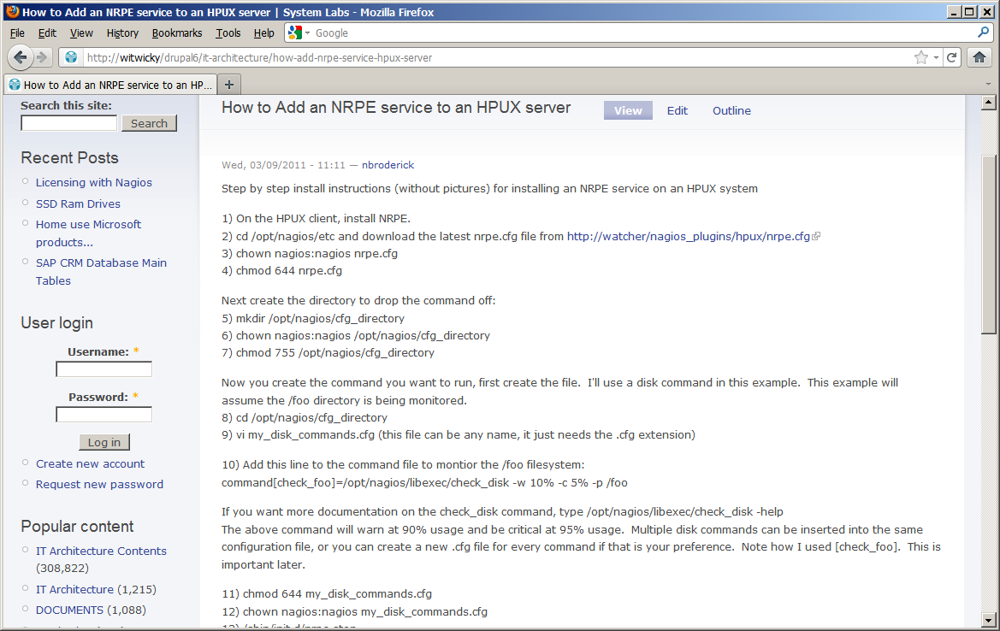 How to Add an NRPE service to an HPUX server | System Labs - Mozilla Firefox
File Edit View History Bookmarks Tools Help Google
http://witwicky/drupal6/it-architecture/how-add-nrpe-service-hpux-server
How to Add an NRPE service to an HP...
Search this site:
Search
Recent Posts
Licensing with Nagios
SSD Ram Drives
Home use Microsoft
products...
SAP CRM Database Main
Tables
User login
Username: *
Password: *
Log in
Create new account
Request new password
Popular content
IT Architecture Contents
(308,822)
IT Architecture (1,215)
DOCUMENTS (1,088)
How to Add an NRPE service to an HPUX server View Edit Outline
Wed, 03/09/2011 - 11:11 — nbroderick
Step by step install instructions (without pictures) for installing an NRPE service on an HPUX system
1) On the HPUX client, install NRPE.
2) cd /opt/nagios/etc and download the latest nrpe.cfg file from http://watcher/nagios_plugins/hpux/nrpe.cfg
3) chown nagios:nagios nrpe.cfg
4) chmod 644 nrpe.cfg
Next create the directory to drop the command off:
5) mkdir /opt/nagios/cfg_directory
6) chown nagios:nagios /opt/nagios/cfg_directory
7) chmod 755 /opt/nagios/cfg_directory
Now you create the command you want to run, first create the file.  I'll use a disk command in this example.  This example will
assume the /foo directory is being monitored.
8) cd /opt/nagios/cfg_directory
9) vi my_disk_commands.cfg (this file can be any name, it just needs the .cfg extension)
10) Add this line to the command file to montior the /foo filesystem:
command[check_foo]=/opt/nagios/libexec/check_disk -w 10% -c 5% -p /foo
If you want more documentation on the check_disk command, type /opt/nagios/libexec/check_disk -help
The above command will warn at 90% usage and be critical at 95% usage.  Multiple disk commands can be inserted into the same
configuration file, or you can create a new .cfg file for every command if that is your preference.  Note how I used [check_foo].  This is
important later.
11) chmod 644 my_disk_commands.cfg
12) chown nagios:nagios my_disk_commands.cfg